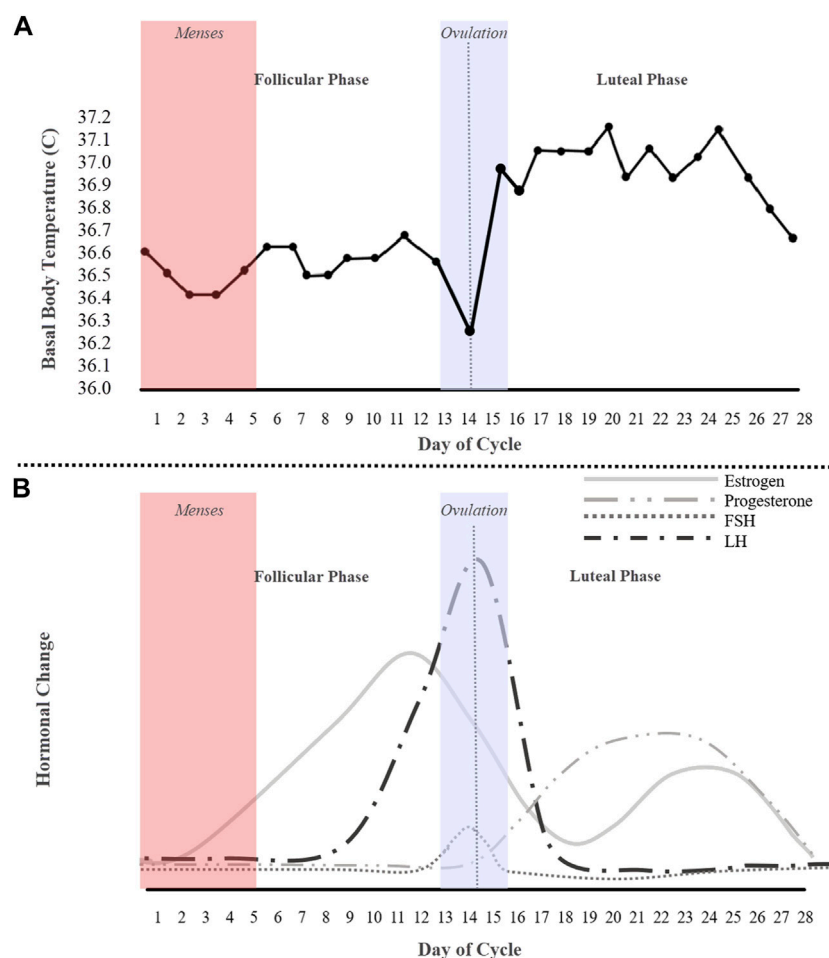 A
Menses
Ovulation
Follicular Phase
Luteal Phase
Basal Body Temperature (C)
37.2
37.1
37.0
36.9
36.8
36.7
36.6
36.5
36.4
36.3
36.2
36.1
36.0
1 2 3 4 5 6 7 8 9 10 11 12 13 14 15 16 17 18 19 20 21 22 23 24 25 26 27 28
Day of Cycle
B
Menses
Ovulation
Estrogen
Progesterone
FSH
LH
Follicular Phase
Luteal Phase
Hormonal Change
1 2 3 4 5 6 7 8 9 10 11 12 13 14 15 16 17 18 19 20 21 22 23 24 25 26 27 28
Day of Cycle